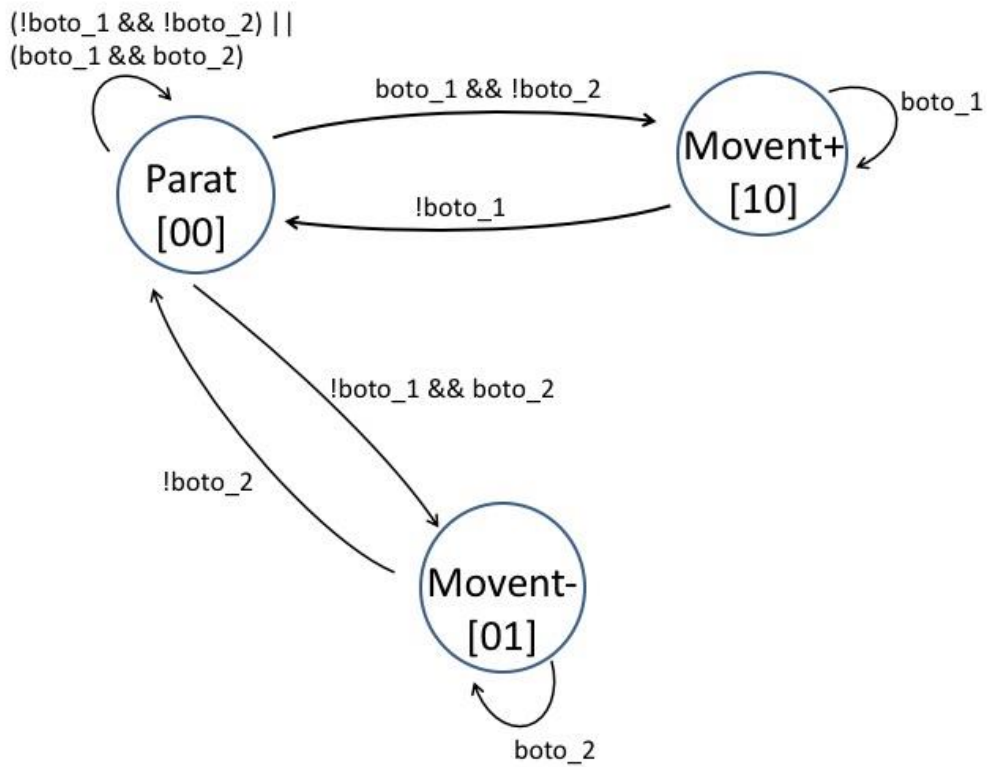 (!boto_1 && !boto_2) ||
(boto_1 && boto_2)
boto_1 && !boto_2
boto_1
Parat
[00]
Movent+
[10]
!boto_1
!boto_1 && boto_2
!boto_2
Movent-
[01]
boto_2